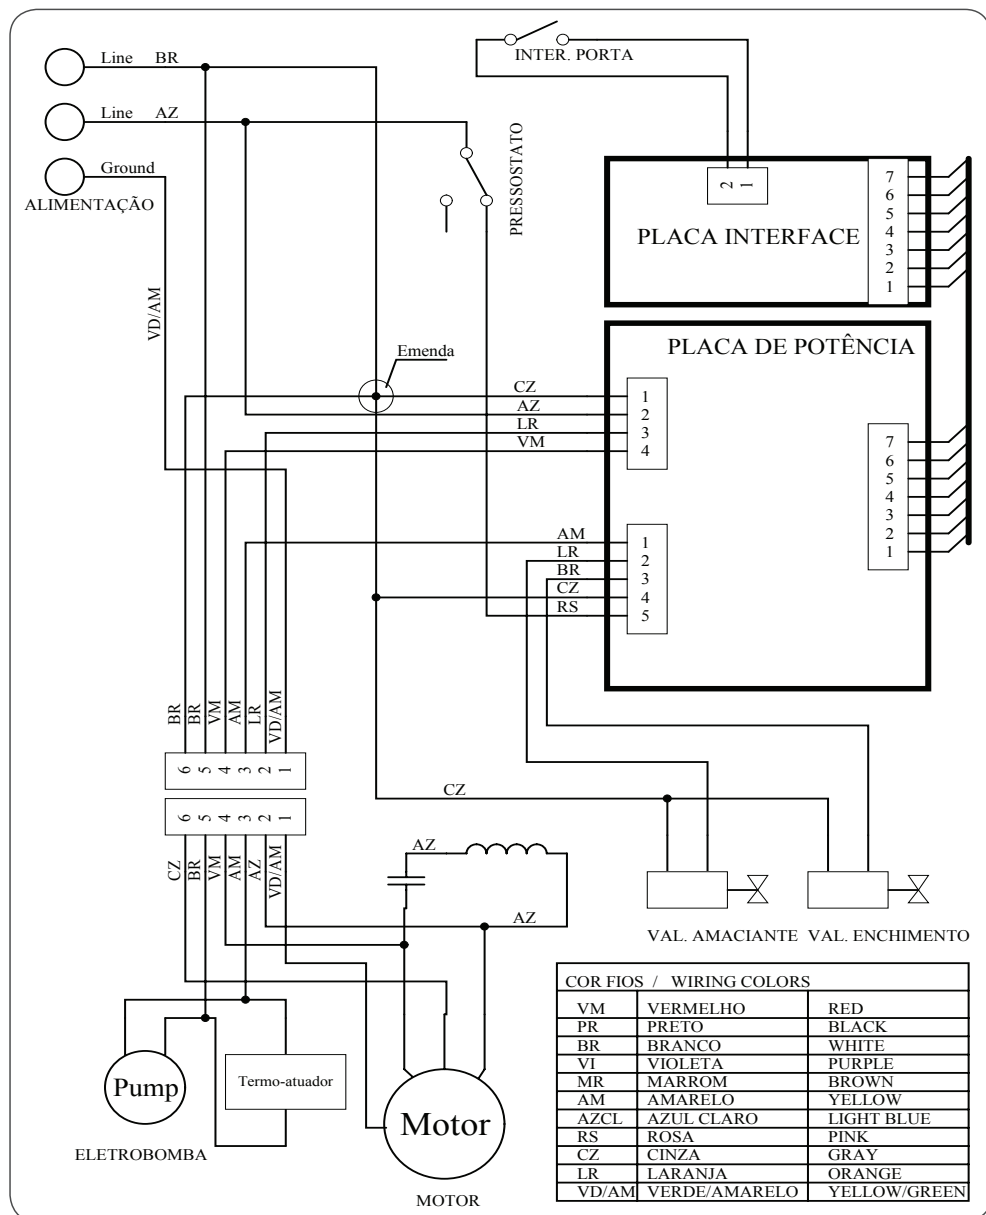 Line BR
INTER. PORTA
Line AZ
Ground
ALIMENTAÇÃO
PRESSOSTATO
2 1
PLACA INTERFACE
7
6
5
4
3
2
1
VD/AM
Emenda
PLACA DE POTÊNCIA
CZ
AZ
LR
VM
1
2
3
4
7
6
5
4
3
2
1
AM
LR
BR
CZ
RS
1
2
3
4
5
BR BR VM AM LR VD/AM
6 5 4 3 2 1
CZ
6 5 4 3 2 1
CZ BR VM AM AZ VD/AM
AZ
AZ
VAL. AMACIANTE VAL. ENCHIMENTO
Pump
ELETROBOMBA
Termo-atuador
Motor
MOTOR
COR FIOS / WIRING COLORS
VM VERMELHO RED
PR PRETO BLACK
BR BRANCO WHITE
VI VIOLETA PURPLE
MR MARROM BROWN
AM AMARELO YELLOW
AZCL AZUL CLARO LIGHT BLUE
RS ROSA PINK
CZ CINZA GRAY
LR LARANJA ORANGE
VD/AM VERDE/AMARELO YELLOW/GREEN